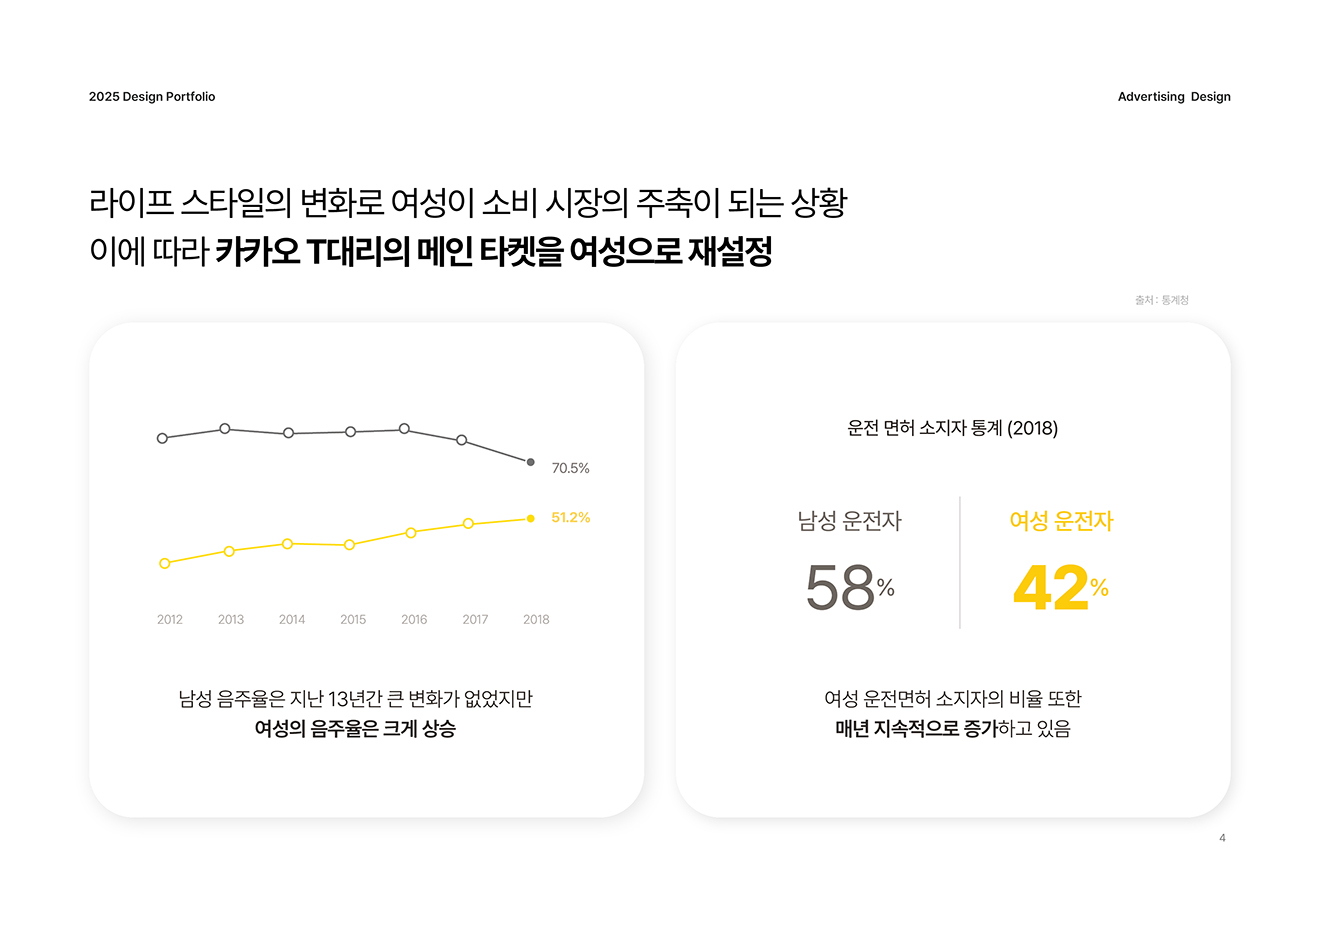 2025 Design Portfolio
Advertising Design
라이프 스타일의 변화로 여성이 소비 시장의 주축이 되는 상황
이에 따라 카카오 T대리의 메인 타켓을 여성으로 재설정
출처 : 통계청
70.5%
51.2%
2012 2013 2014 2015 2016 2017 2018
남성 음주율은 지난 13년간 큰 변화가 없었지만
여성의 음주율은 크게 상승
운전 면허 소지자 통계 (2018)
남성 운전자
58%
여성 운전자
42%
여성 운전면허 소지자의 비율 또한
매년 지속적으로 증가하고 있음
4